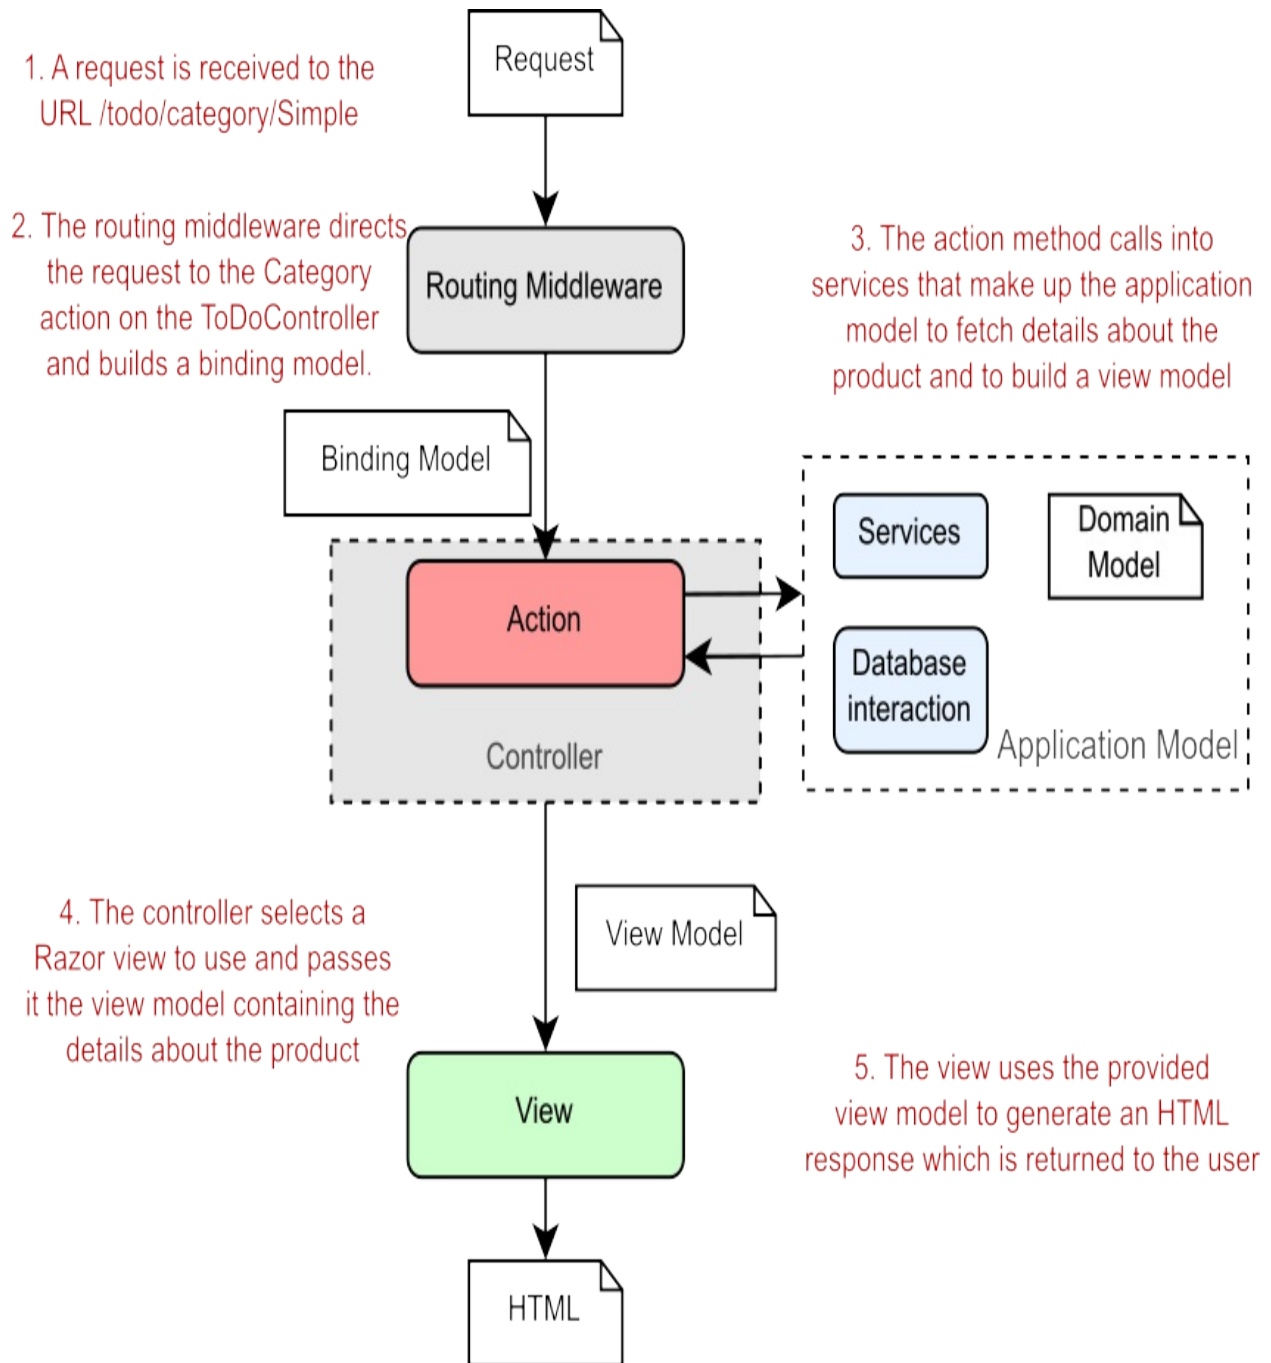 Request
1. A request is received to the
URL /todo/category/Simple
2. The routing middleware directs
the request to the Category
action on the ToDoController
and builds a binding model.
Routing Middleware
3. The action method calls into
services that make up the application
model to fetch details about the
product and to build a view model
Binding Model
Services
Domain
Model
Action
Database
interaction
Controller
Application Model
4. The controller selects a
Razor view to use and passes
it the view model containing the
details about the product
View Model
View
5. The view uses the provided
view model to generate an HTML
response which is returned to the user
HTML